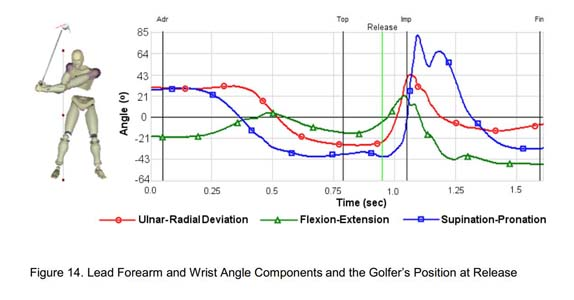 Adr Top Release Imp Fin
85
64
43
21
0
-21
-43
-64
Angle (º)
0.0 0.25 0.5 0.75 1.0 1.25 1.5
Time (sec)
Ulnar-Radial Deviation Flexion-Extension Supination-Pronation
Figure 14. Lead Forearm and Wrist Angle Components and the Golfer's Position at Release